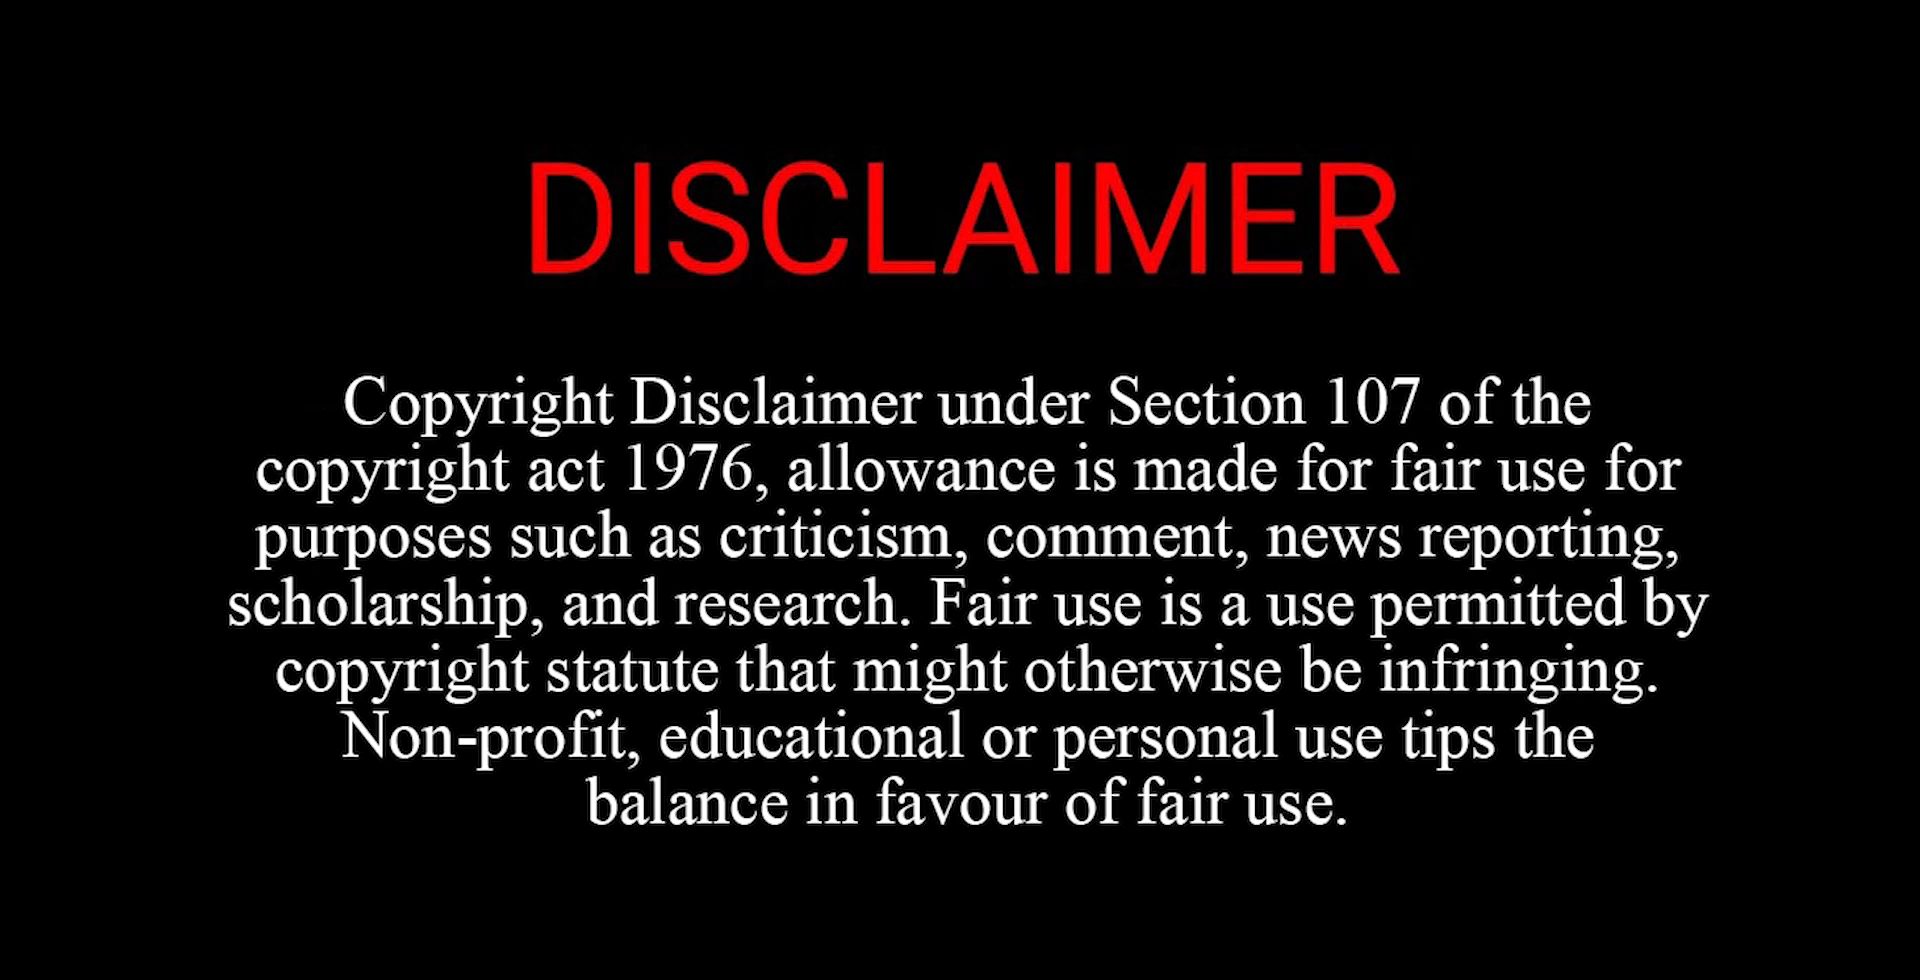 DISCLAIMER
Copyright Disclaimer under Section 107 of the
copyright act 1976, allowance is made for fair use for
purposes such as criticism, comment, news reporting,
scholarship, and research. Fair use is a use permitted by
copyright statute that might otherwise be infringing.
Non-profit, educational or personal use tips the
balance in favour of fair use.